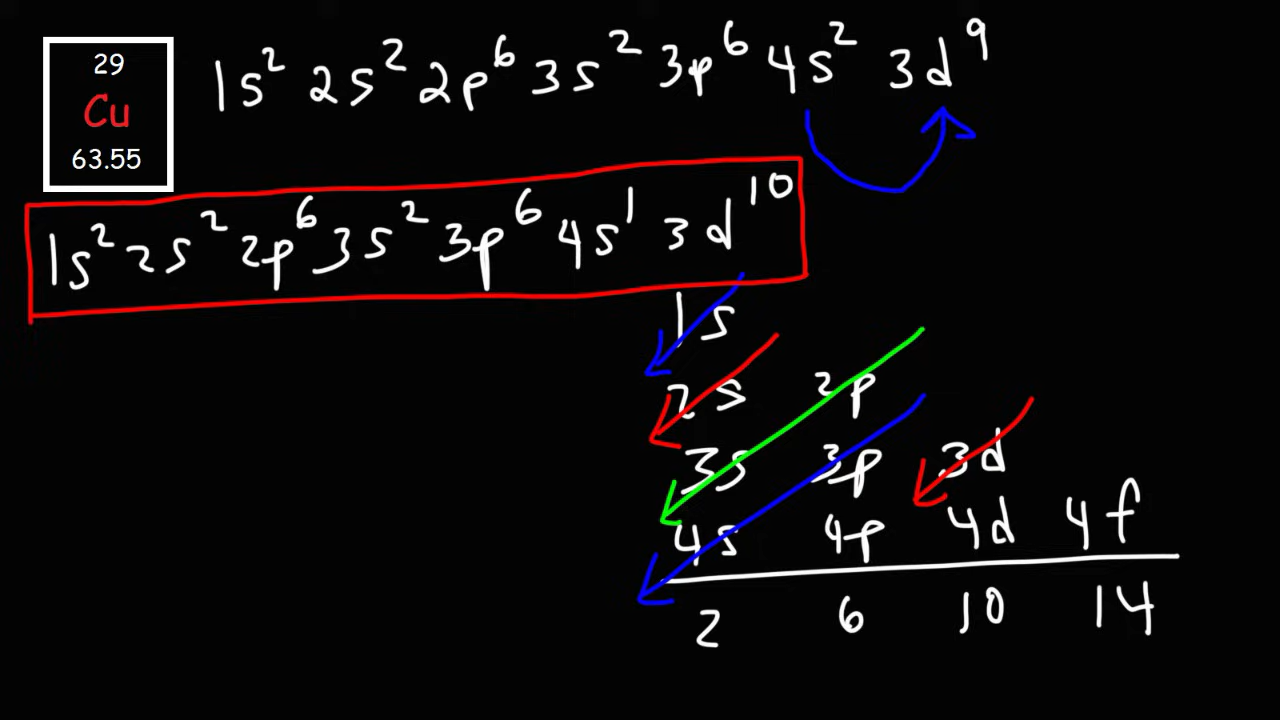 29
Cu
63.55
1s² 2s² 2p⁶ 3s² 3p⁶ 4s² 3d⁹
1s² 2s² 2p⁶ 3s² 3p⁶ 4s¹ 3d¹⁰
1s
2s 2p
3s 3p 3d
4s 4p 4d 4f
2 6 10 14